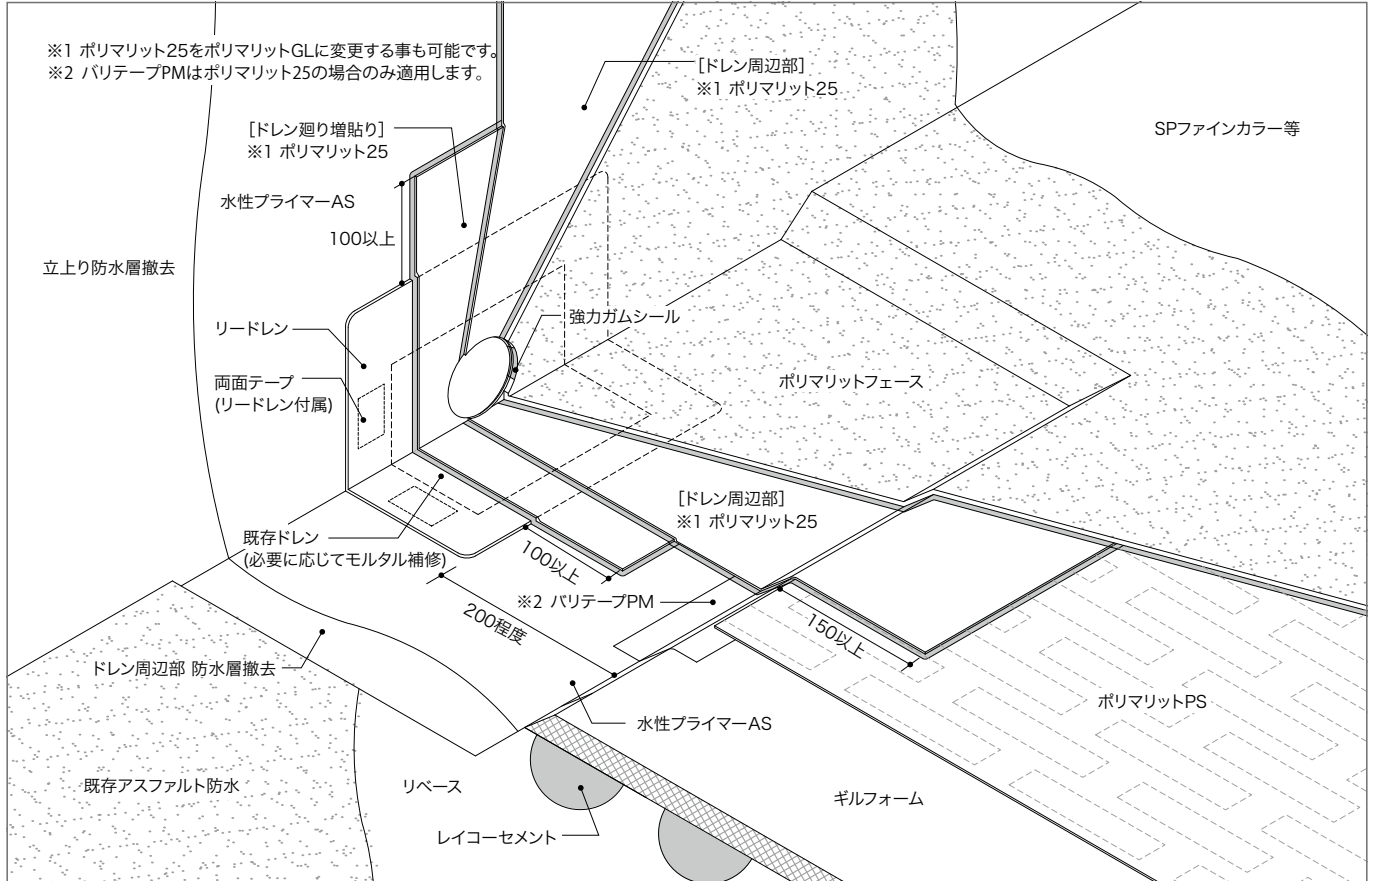 ※1 ポリマリット25をポリマリットGLに変更する事も可能です。
※2 バリテープPMはポリマリット25の場合のみ適用します。
[ドレン周辺部]
※1 ポリマリット25
SPファインカラー等
[ドレン廻り増貼り]
※1 ポリマリット25
水性プライマーAS
100以上
立上り防水層撤去
リードレン
強力ガムシール
両面テープ
(リードレン付属)
ポリマリットフェース
[ドレン周辺部]
※1 ポリマリット25
既存ドレン
(必要に応じてモルタル補修)
100以上
※2 バリテープPM
200程度
150以上
ドレン周辺部 防水層撤去
ポリマリットPS
水性プライマーAS
既存アスファルト防水
リベース
ギルフォーム
レイコーセメント